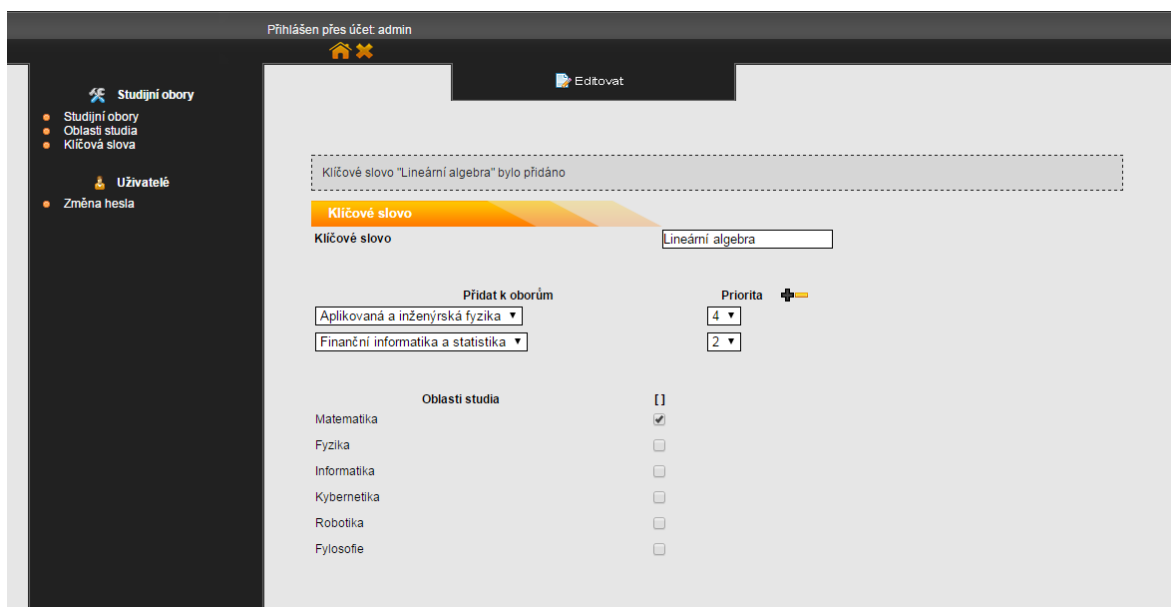 Přihlášen přes účet: admin
Editovat
Studijní obory
Studijní obory
Oblasti studia
Klíčová slova
Uživatelé
Změna hesla
Klíčové slovo "Lineární algebra" bylo přidáno
Klíčové slovo
Klíčové slovo Lineární algebra
Přidat k oborům Priorita
Aplikovaná a inženýrská fyzika 4
Finanční informatika a statistika 2
Oblasti studia []
Matematika
Fyzika
Informatika
Kybernetika
Robotika
Fylosofie